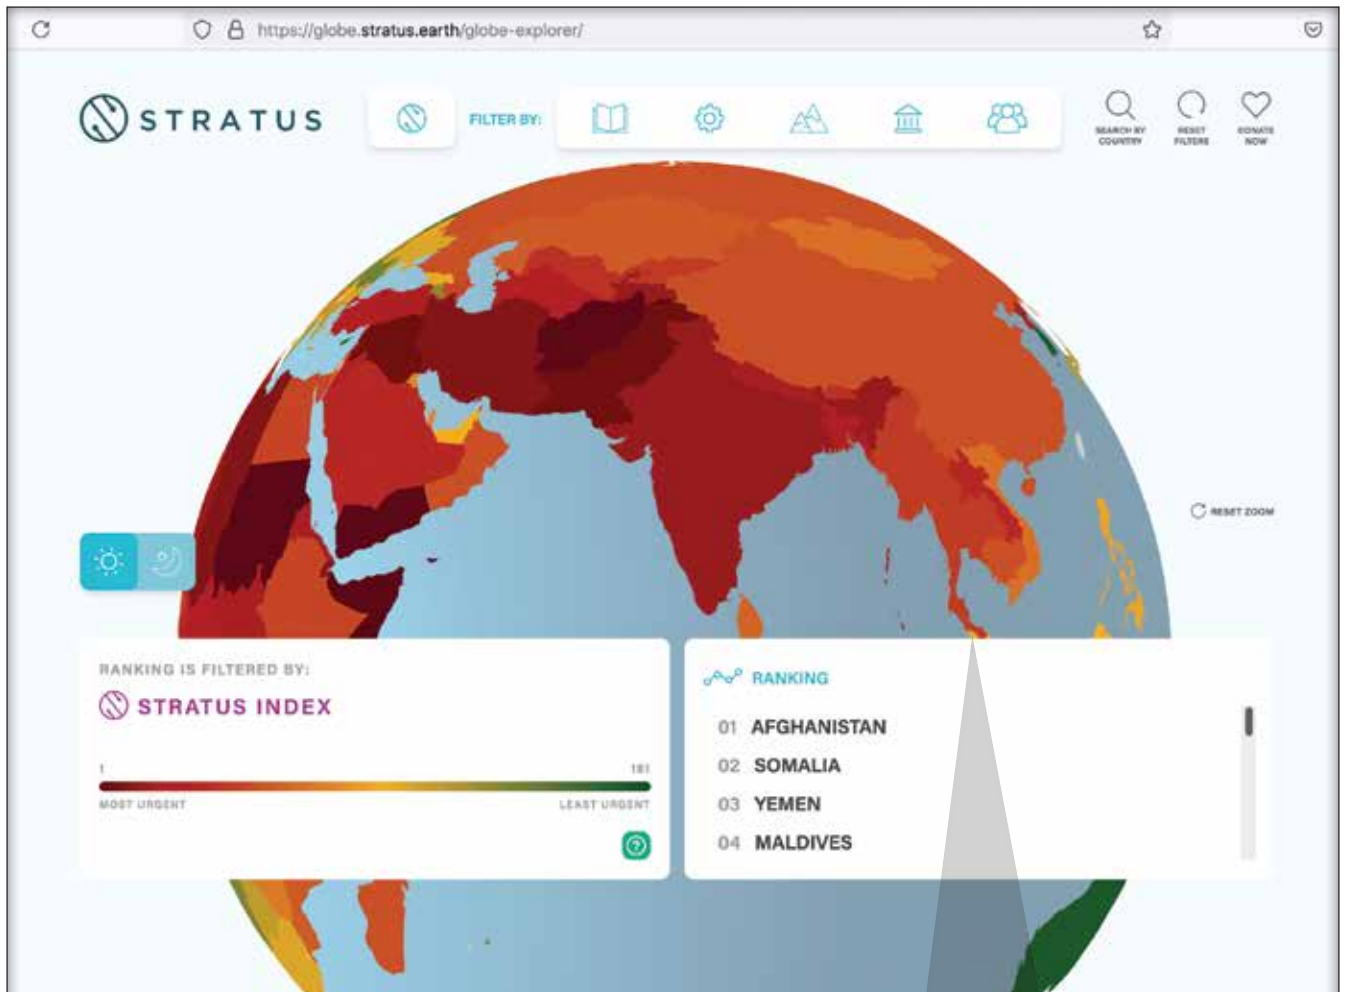 https://globe.stratus.earth/globe-explorer/
STRATUS
FILTER BY:
SEARCH BY
COUNTRY
RESET
FILTERS
DONATE
NOW
RESET ZOOM
RANKING IS FILTERED BY:
STRATUS INDEX
1
181
MOST URGENT
LEAST URGENT
?
RANKING
01 AFGHANISTAN
02 SOMALIA
03 YEMEN
04 MALDIVES